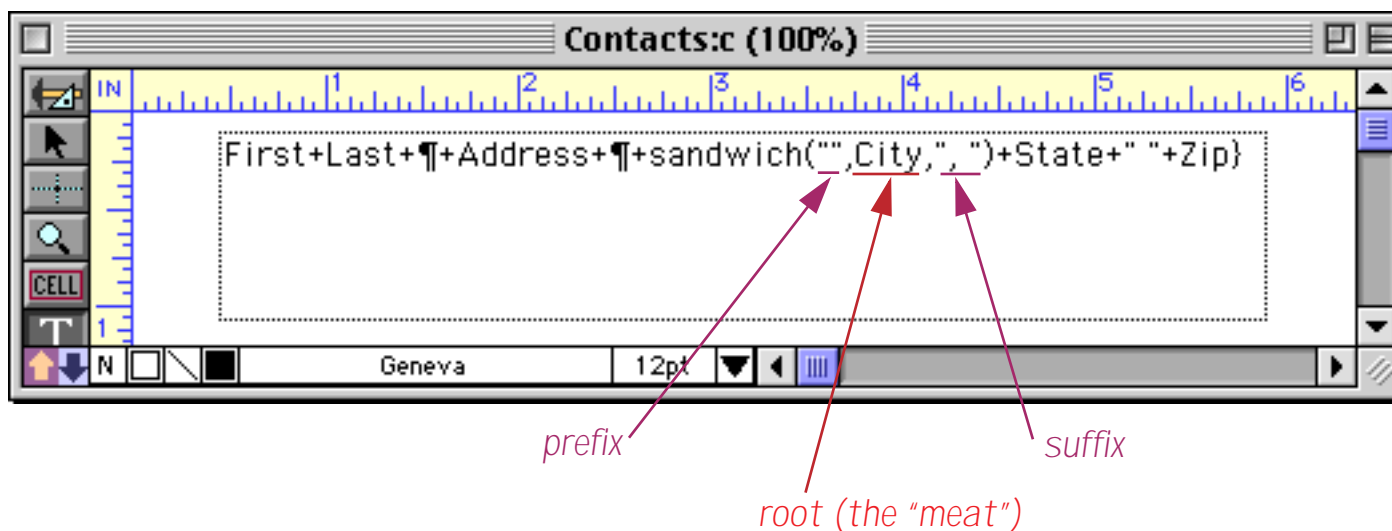 Contacts:c (100%)
IN 1 2 3 4 5 6
First+Last+¶+Address+¶+sandwich("",City,", ")+State+" "+Zip}
CELL
T 1
N Geneva 12pt
prefix
suffix
root (the “meat”)